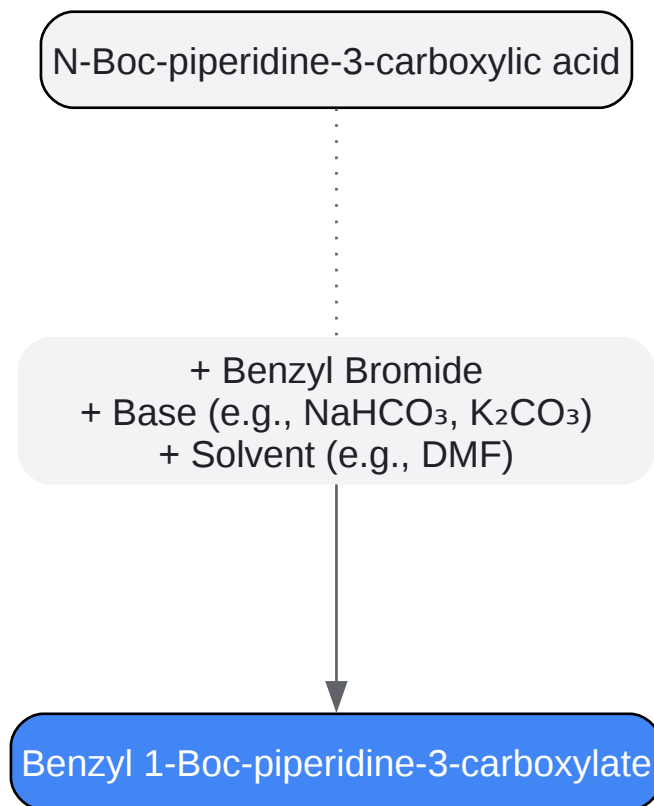 N-Boc-piperidine-3-carboxylic acid
+ Benzyl Bromide
+ Base (e.g., NaHCO₃, K₂CO₃)
+ Solvent (e.g., DMF)
Benzyl 1-Boc-piperidine-3-carboxylate